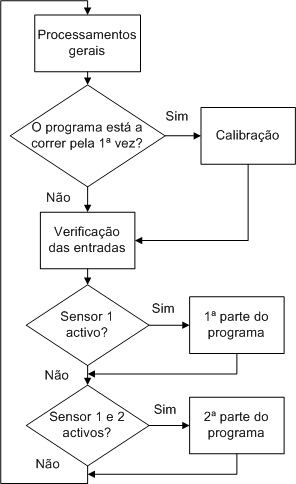 Processamentos
gerais
O programa está a
correr pela 1ª vez?
Sim
Calibração
Não
Verificação
das entradas
Sensor 1
activo?
Sim
1ª parte do
programa
Não
Sensor 1 e 2
activos?
Sim
2ª parte do
programa
Não